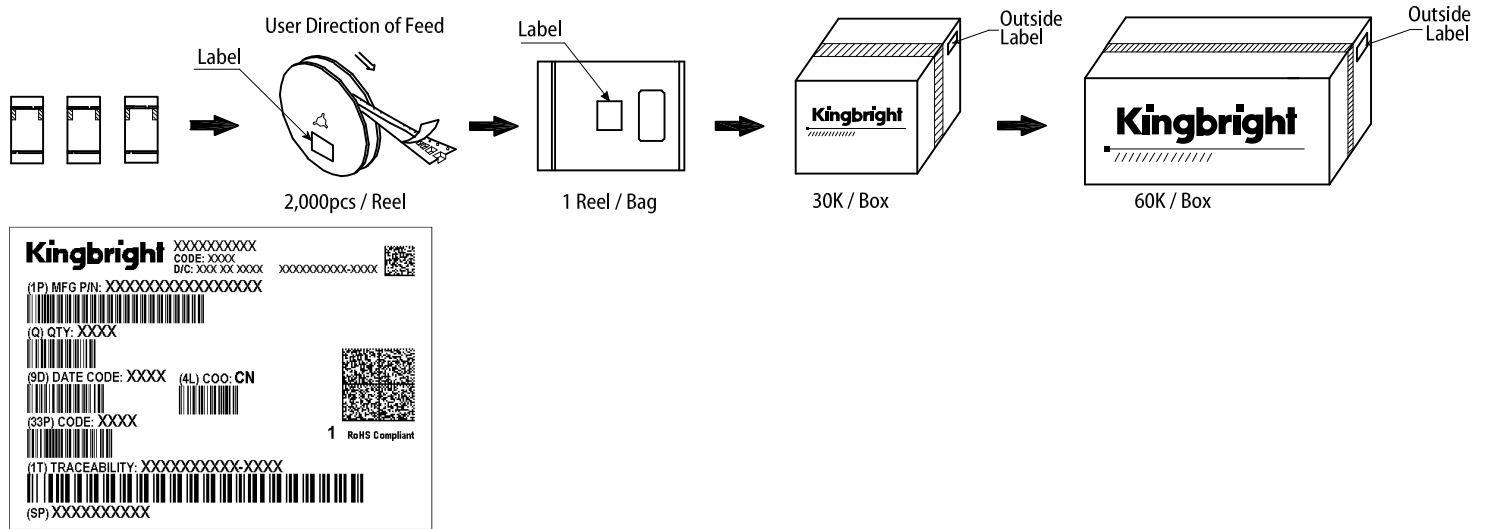 User Direction of Feed
Label
Label
Outside
Label
Outside
Label
Kingbright
Kingbright
2,000pcs / Reel
1 Reel / Bag
30K / Box
60K / Box
Kingbright
XXXXXXXXXX
CODE: XXXX
D/C: XXX XX XXXX XXXXXXXXXX-XXXX
(1P) MFG P/N: XXXXXXXXXXXXXXXX
(Q) QTY: XXXX
(9D) DATE CODE: XXXX (4L) COO: CN
(33P) CODE: XXXX
1 RoHS Compliant
(1T) TRACEABILITY: XXXXXXXXXX-XXXX
(SP) XXXXXXXXXX